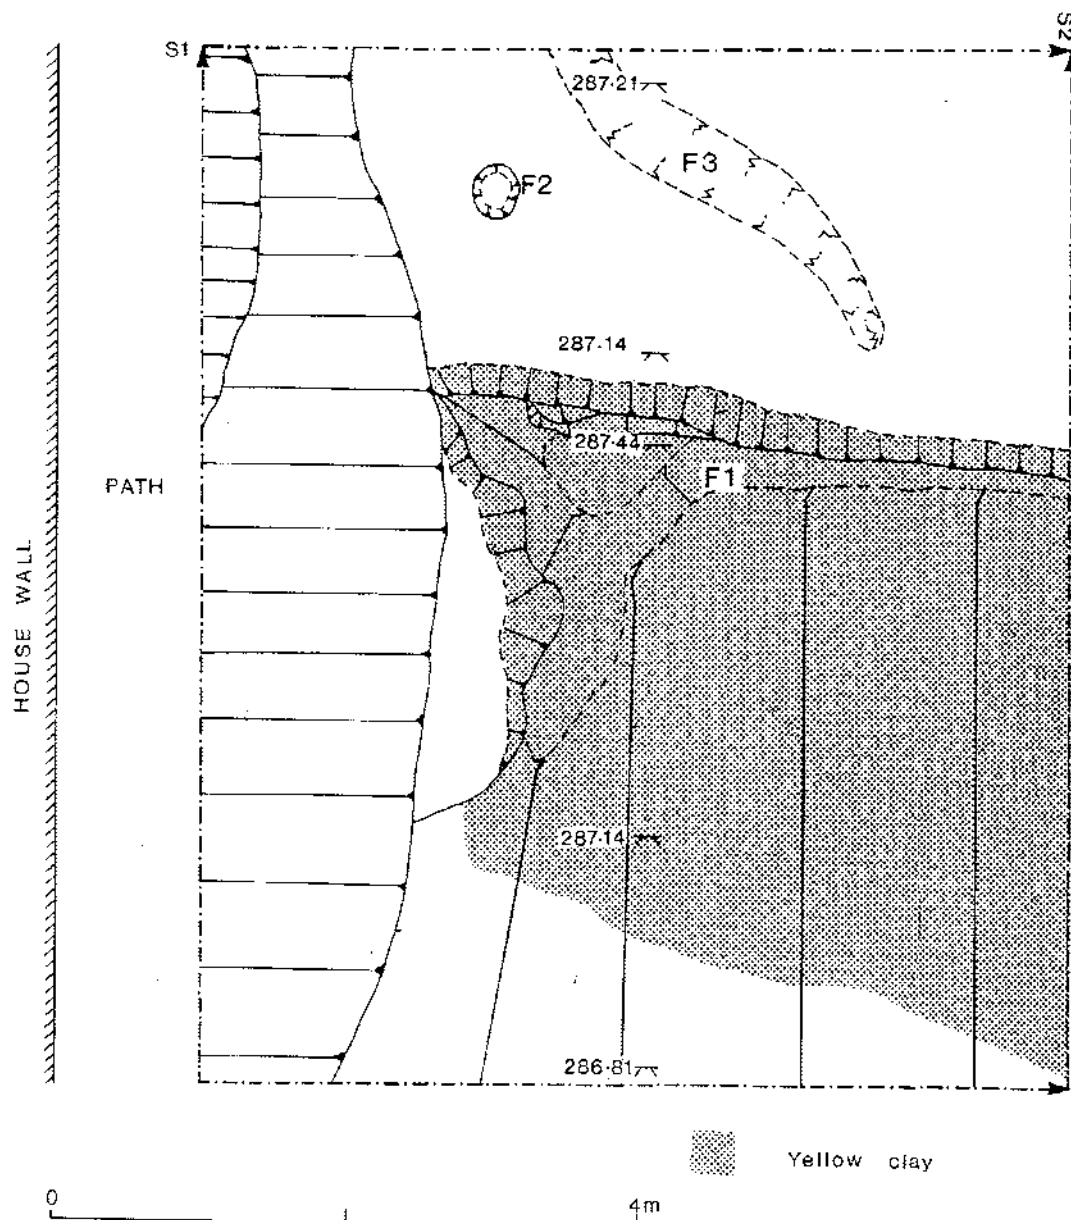 S1
S2
287·21
F3
F2
287·14
287·44
F1
PATH
HOUSE WALL
287·14
286·81
Yellow clay
0
4m